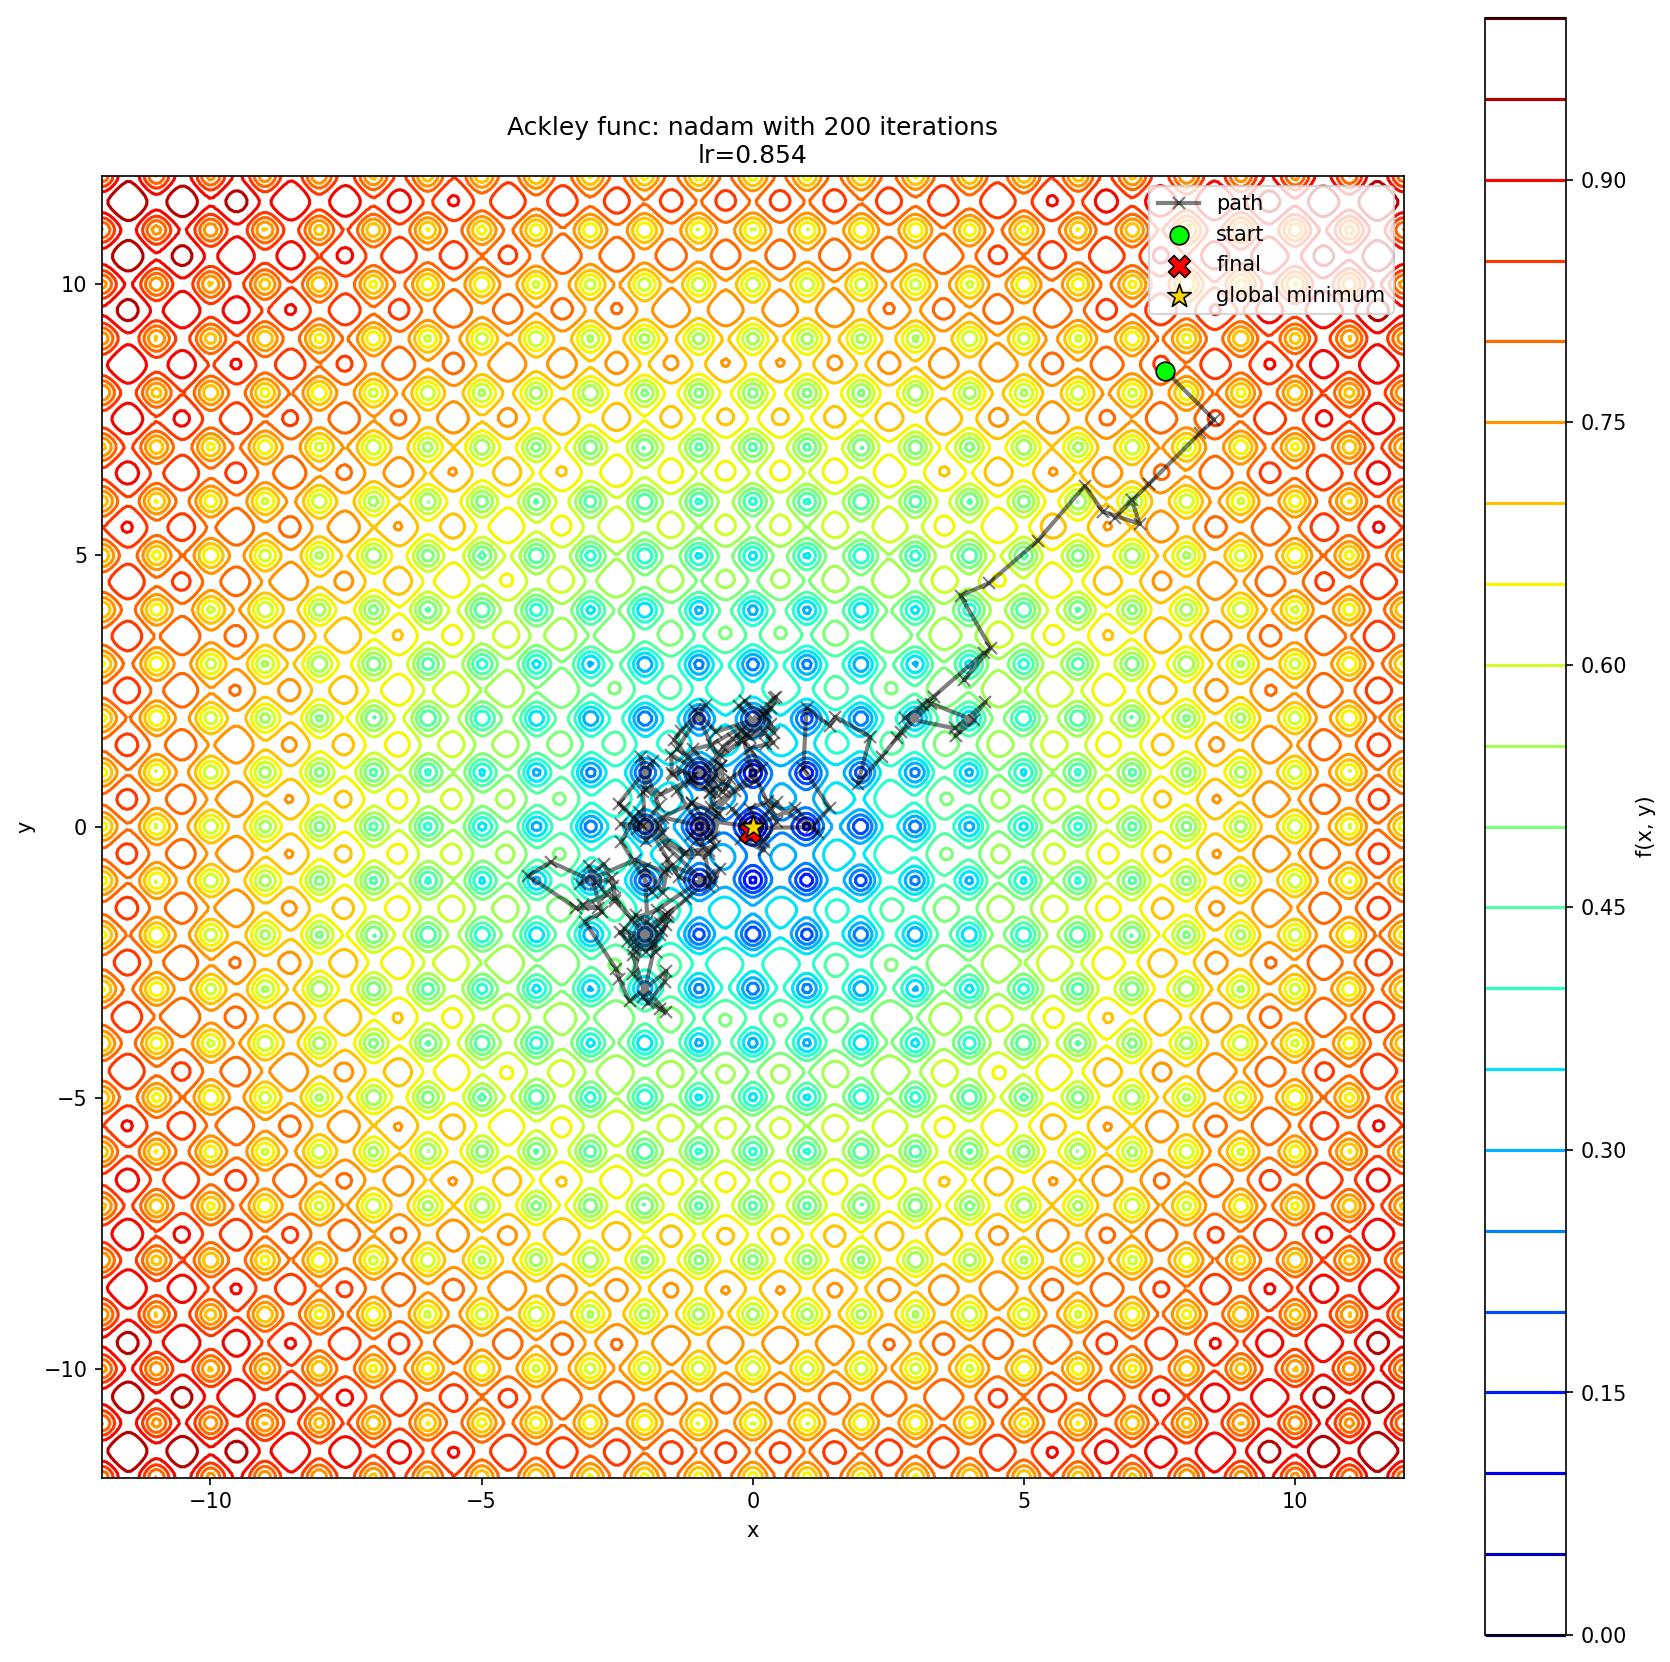 Ackley func: nadam with 200 iterations
lr=0.854
path
start
final
global minimum
10
5
0
−5
−10
y
−10
−5
0
5
10
x
0.90
0.75
0.60
0.45
0.30
0.15
0.00
f(x, y)